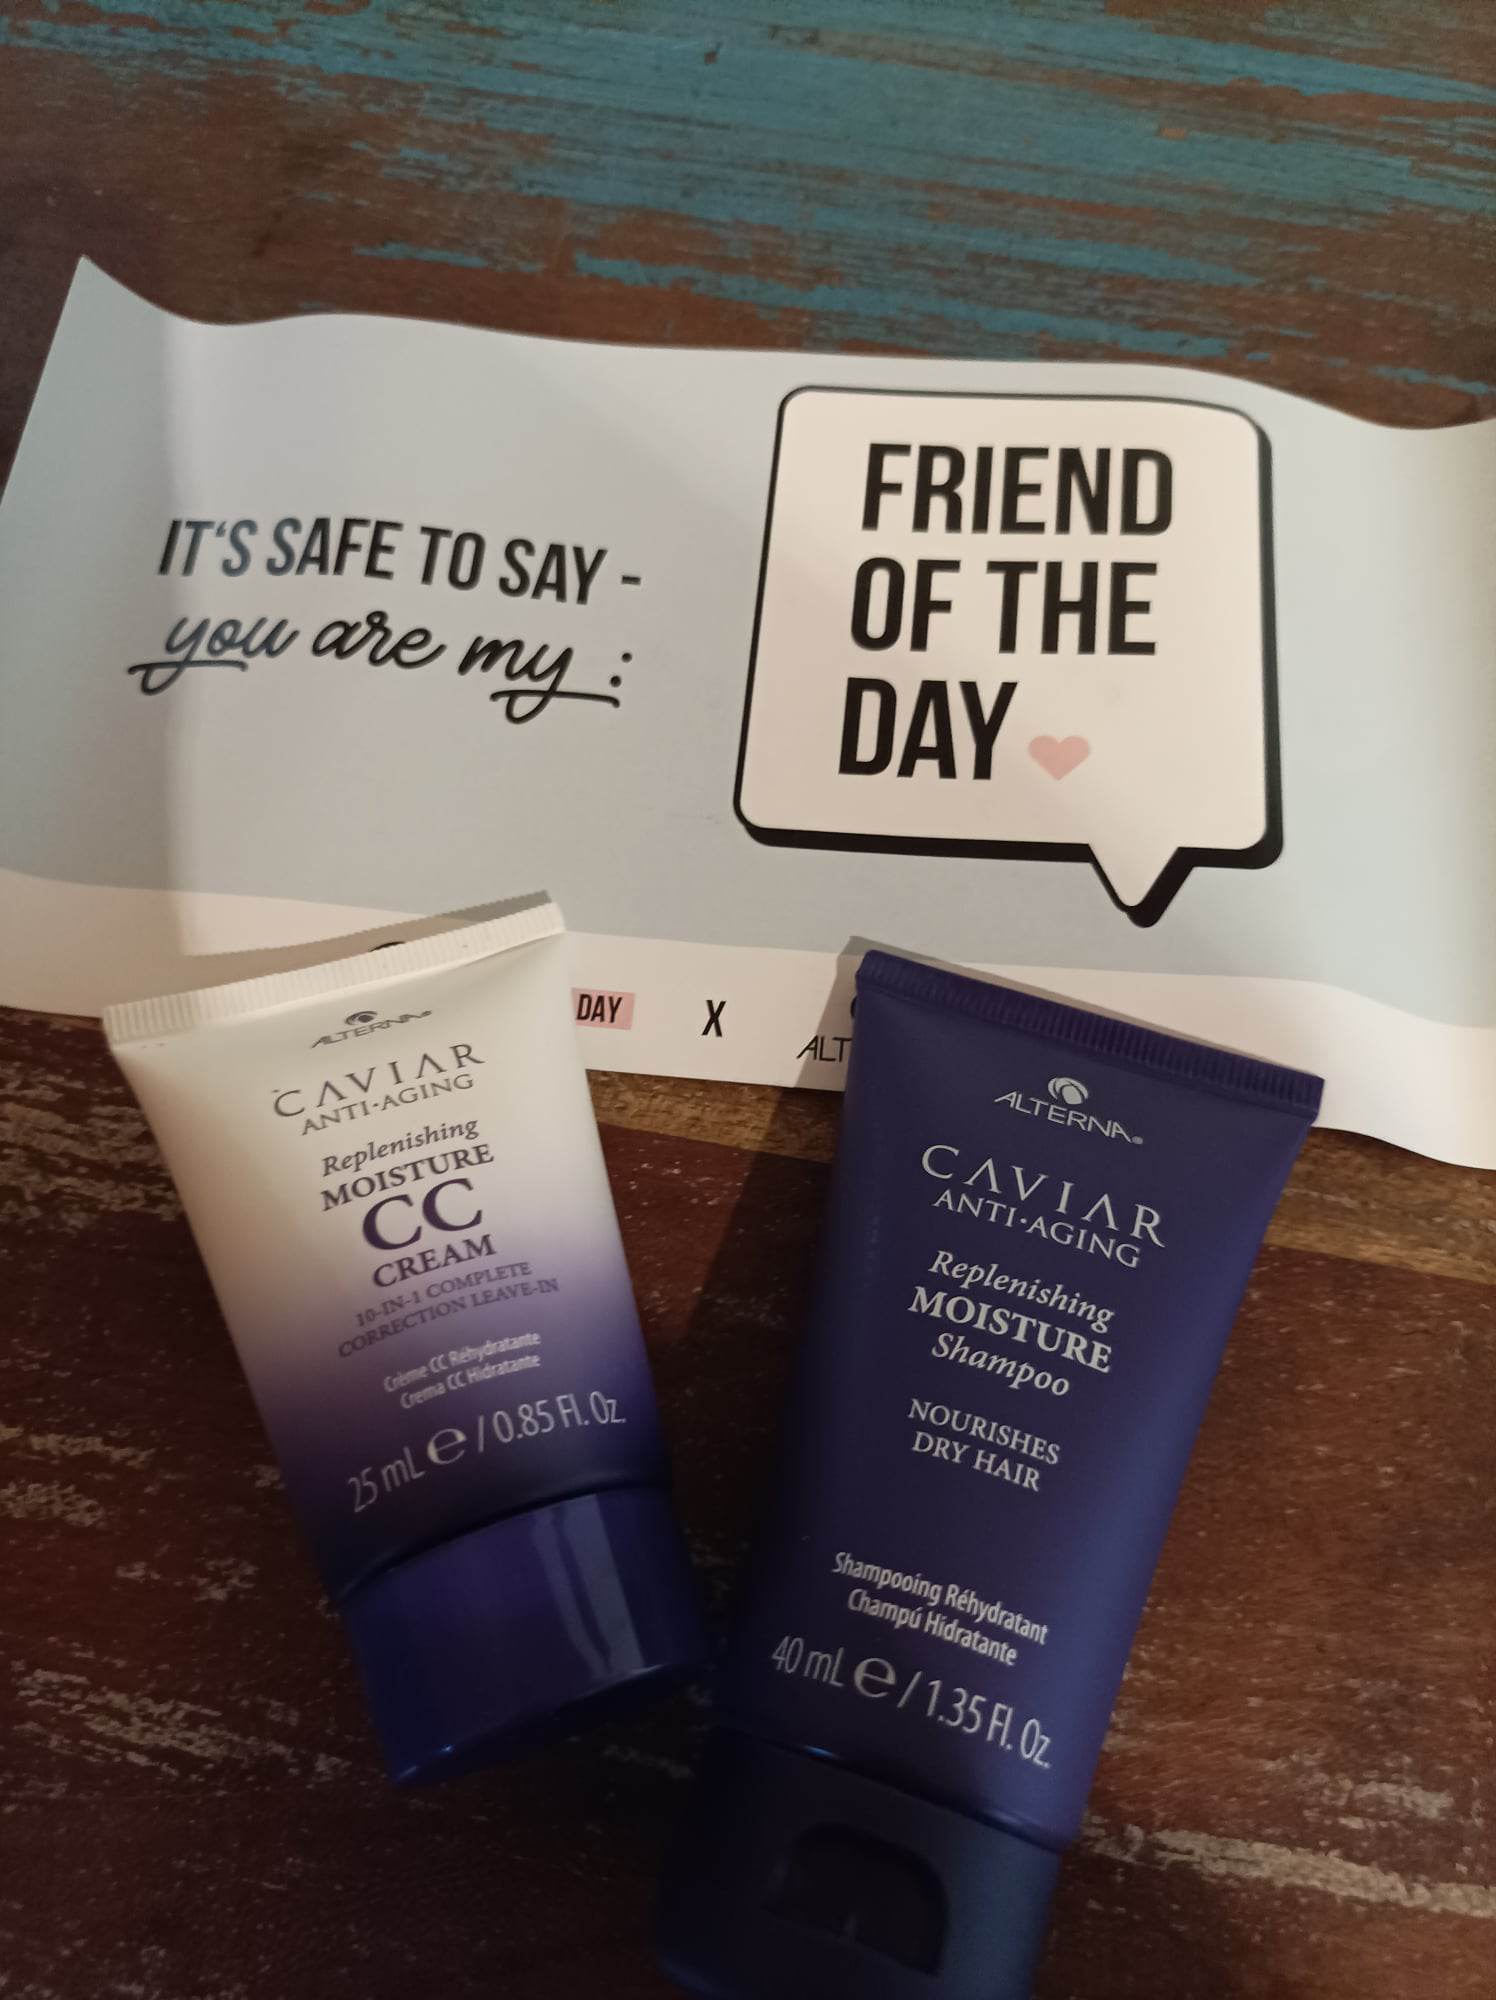 IT'S SAFE TO SAY -
you are my :
FRIEND
OF THE
DAY
DAY X
ALTERNA®
CAVIAR
ANTI·AGING
Replenishing
MOISTURE
CC
CREAM
10-IN-1 COMPLETE
CORRECTION LEAVE-IN
Crème CC Réhydratante
Crema CC Hidratante
25 mL e / 0.85 Fl. Oz.
ALTERNA®
CAVIAR
ANTI·AGING
Replenishing
MOISTURE
Shampoo
NOURISHES
DRY HAIR
Shampooing Réhydratant
Champú Hidratante
40 mL e / 1.35 Fl. Oz.